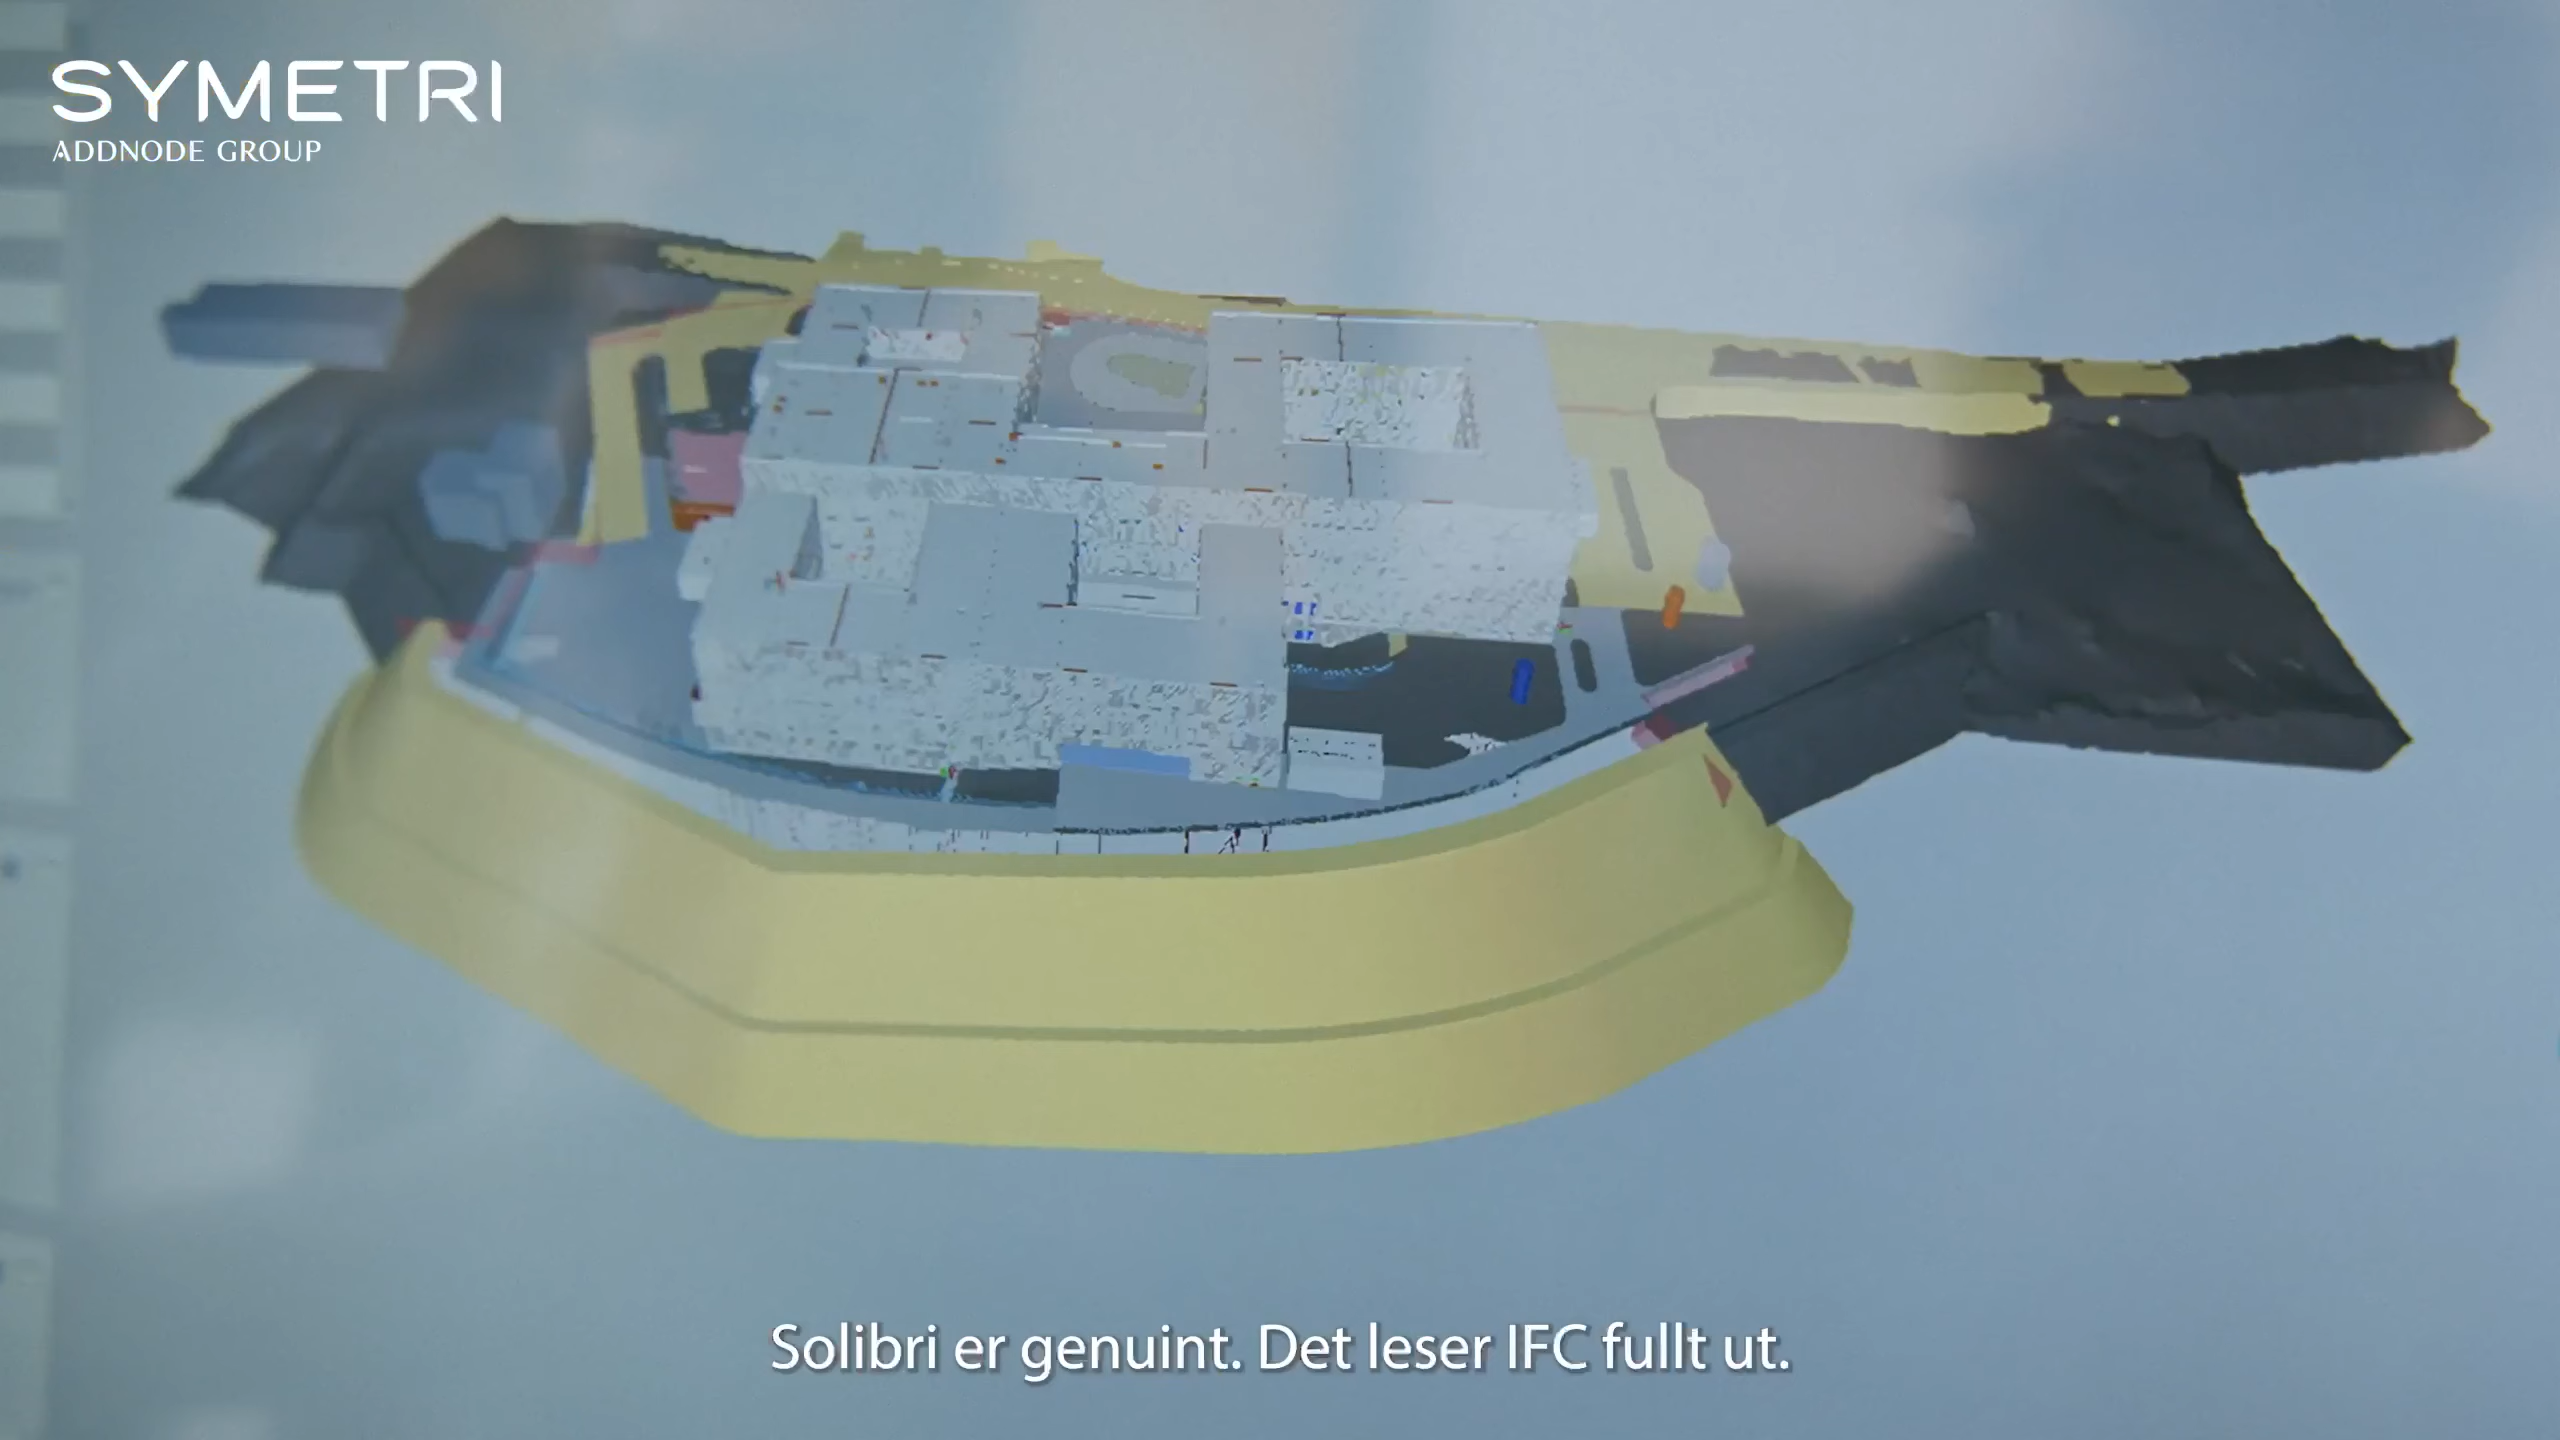 SYMETRI
ADDNODE GROUP
Solibri er genuint. Det leser IFC fullt ut.